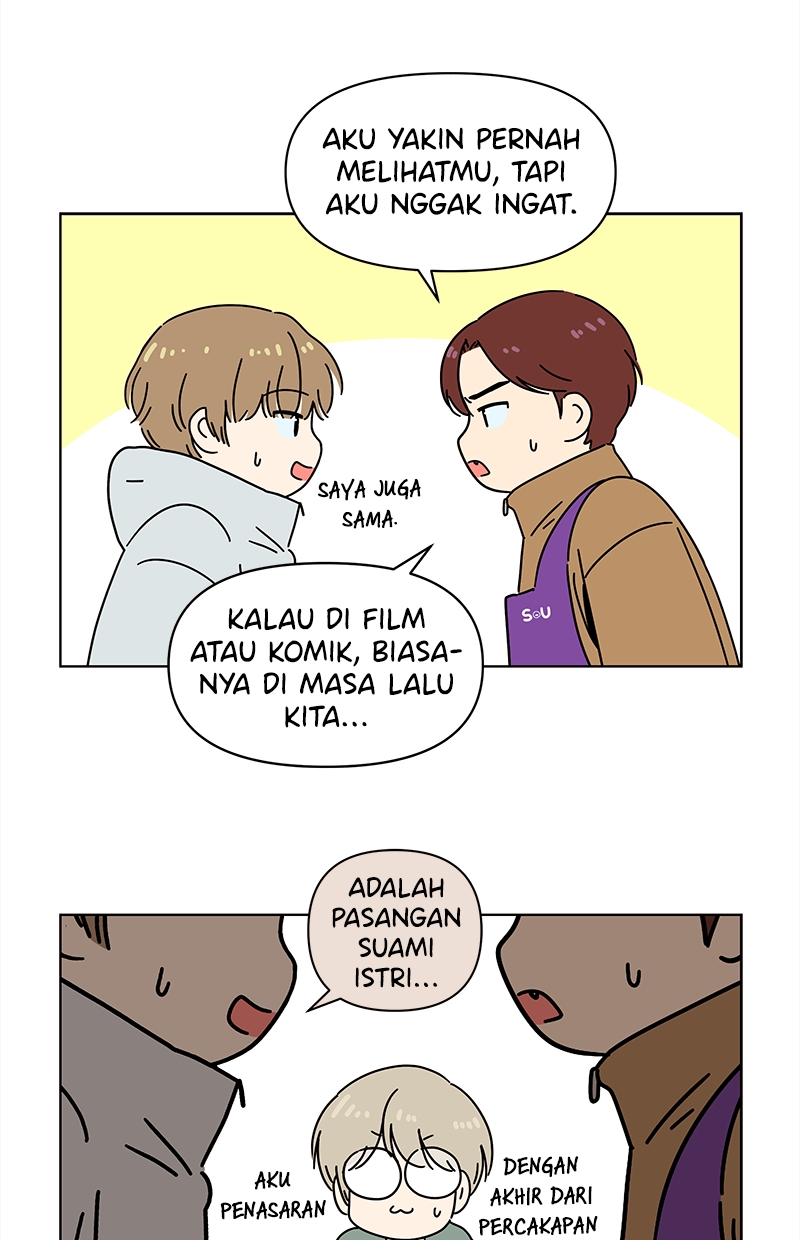 AKU YAKIN PERNAH
MELIHATMU, TAPI
AKU NGGAK INGAT.
SAYA JUGA
SAMA.
S☺U
KALAU DI FILM
ATAU KOMIK, BIASA-
NYA DI MASA LALU
KITA...
ADALAH
PASANGAN
SUAMI
ISTRI...
AKU
PENASARAN
DENGAN
AKHIR DARI
PERCAKAPAN